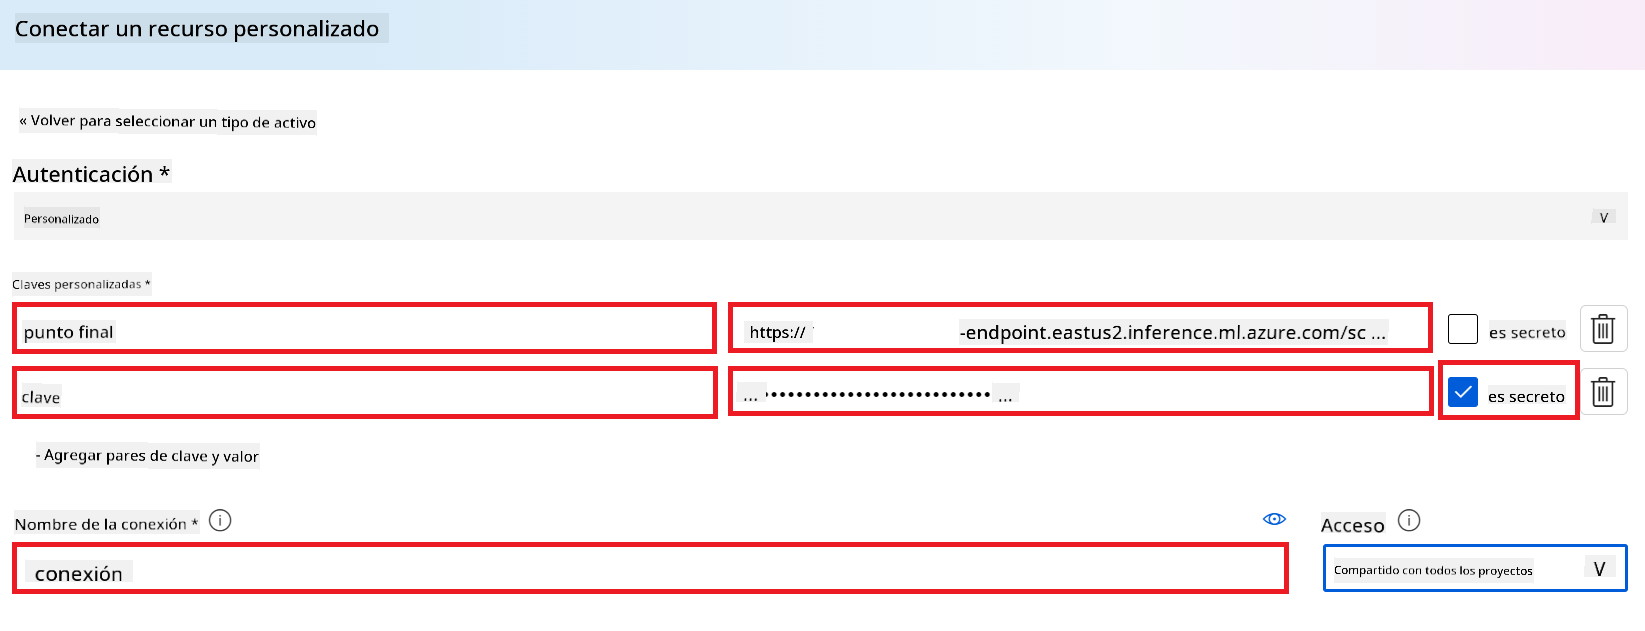 Conectar un recurso personalizado
« Volver para seleccionar un tipo de activo
Autenticación *
Personalizado V
Claves personalizadas *
punto final https:// -endpoint.eastus2.inference.ml.azure.com/sc ... es secreto
clave ... •••••••••••••••••••••••••••• ... es secreto
- Agregar pares de clave y valor
Nombre de la conexión * Acceso
conexión Compartido con todos los proyectos V